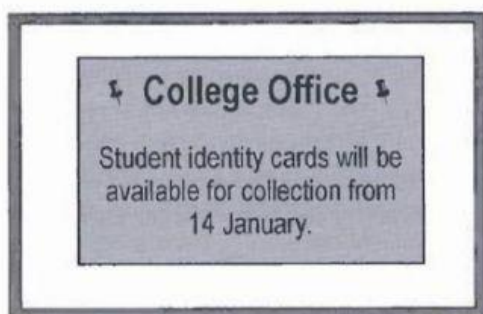 College Office
Student identity cards will be
available for collection from
14 January.